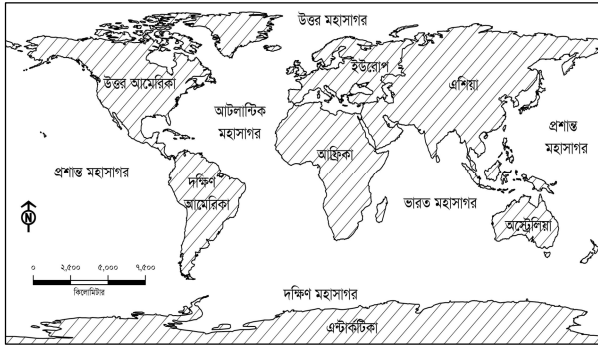 উত্তর মহাসাগর
ইউরোপ
উত্তর আমেরিকা
এশিয়া
আটলান্টিক
মহাসাগর
প্রশান্ত
মহাসাগর
আফ্রিকা
প্রশান্ত মহাসাগর
দক্ষিণ
আমেরিকা
ভারত মহাসাগর
অস্ট্রেলিয়া
N
০ ২,৫০০ ৫,০০০ ৭,৫০০
কিলোমিটার
দক্ষিণ মহাসাগর
এন্টার্কটিকা